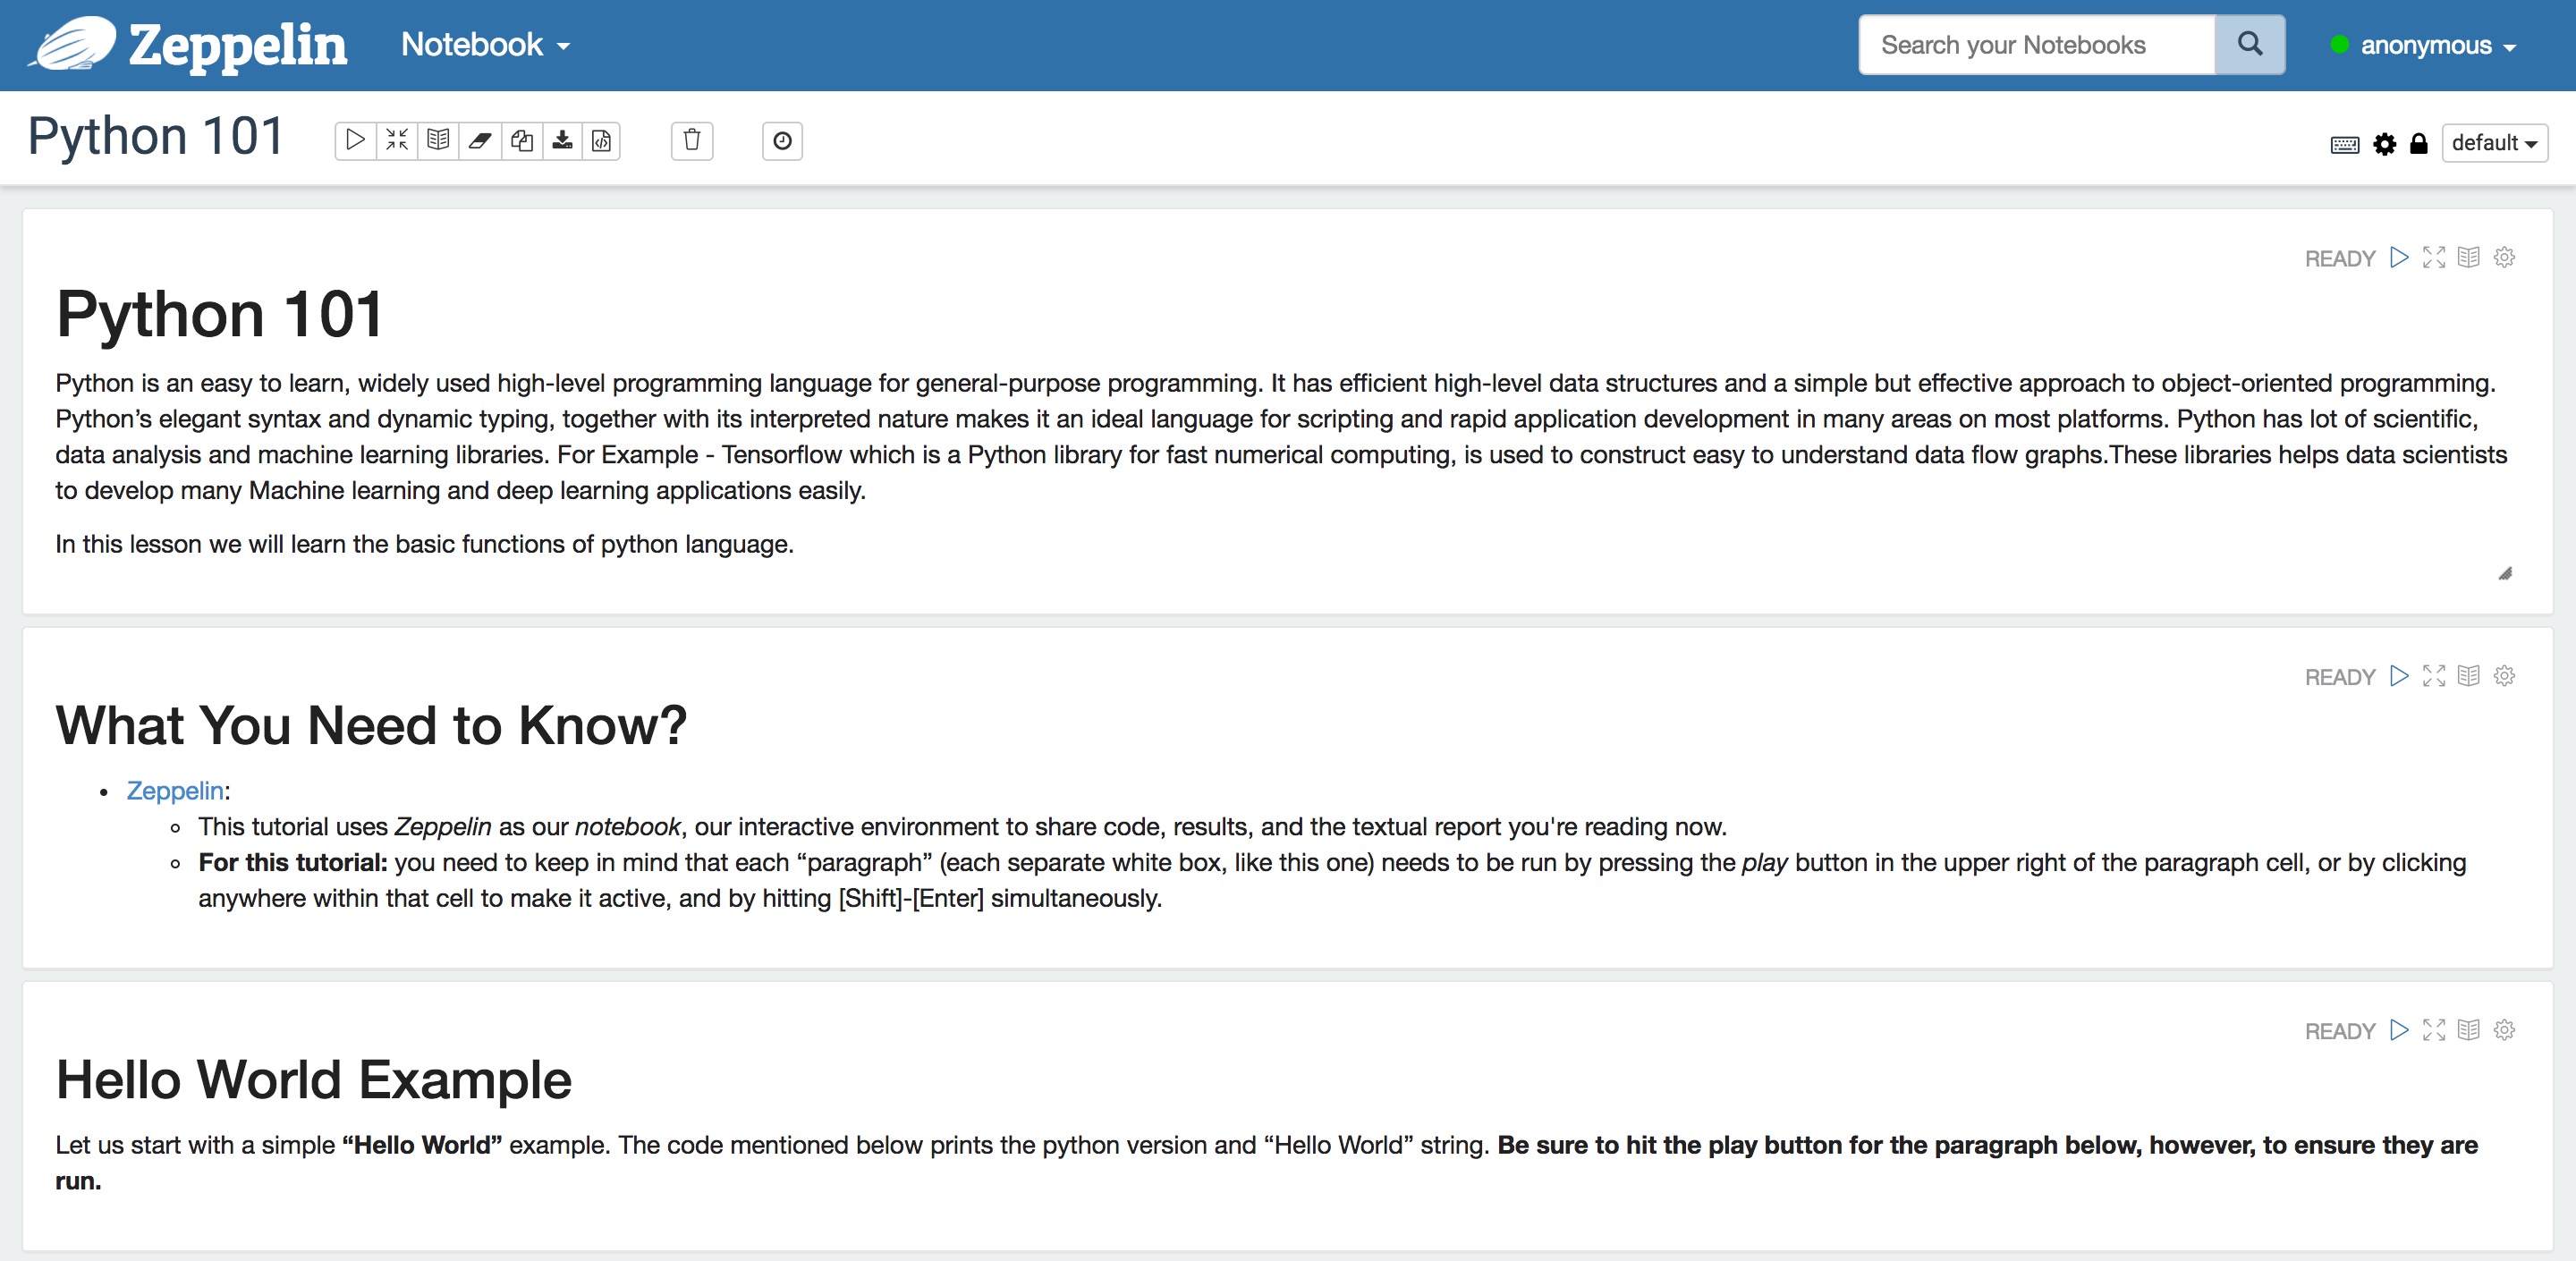 Zeppelin Notebook Search your Notebooks anonymous
Python 101 default
READY
Python 101
Python is an easy to learn, widely used high-level programming language for general-purpose programming. It has efficient high-level data structures and a simple but effective approach to object-oriented programming.
Python’s elegant syntax and dynamic typing, together with its interpreted nature makes it an ideal language for scripting and rapid application development in many areas on most platforms. Python has lot of scientific,
data analysis and machine learning libraries. For Example - Tensorflow which is a Python library for fast numerical computing, is used to construct easy to understand data flow graphs.These libraries helps data scientists
to develop many Machine learning and deep learning applications easily.
In this lesson we will learn the basic functions of python language.
READY
What You Need to Know?
• Zeppelin:
◦ This tutorial uses Zeppelin as our notebook, our interactive environment to share code, results, and the textual report you're reading now.
◦ For this tutorial: you need to keep in mind that each “paragraph” (each separate white box, like this one) needs to be run by pressing the play button in the upper right of the paragraph cell, or by clicking
anywhere within that cell to make it active, and by hitting [Shift]-[Enter] simultaneously.
READY
Hello World Example
Let us start with a simple “Hello World” example. The code mentioned below prints the python version and “Hello World” string. Be sure to hit the play button for the paragraph below, however, to ensure they are
run.